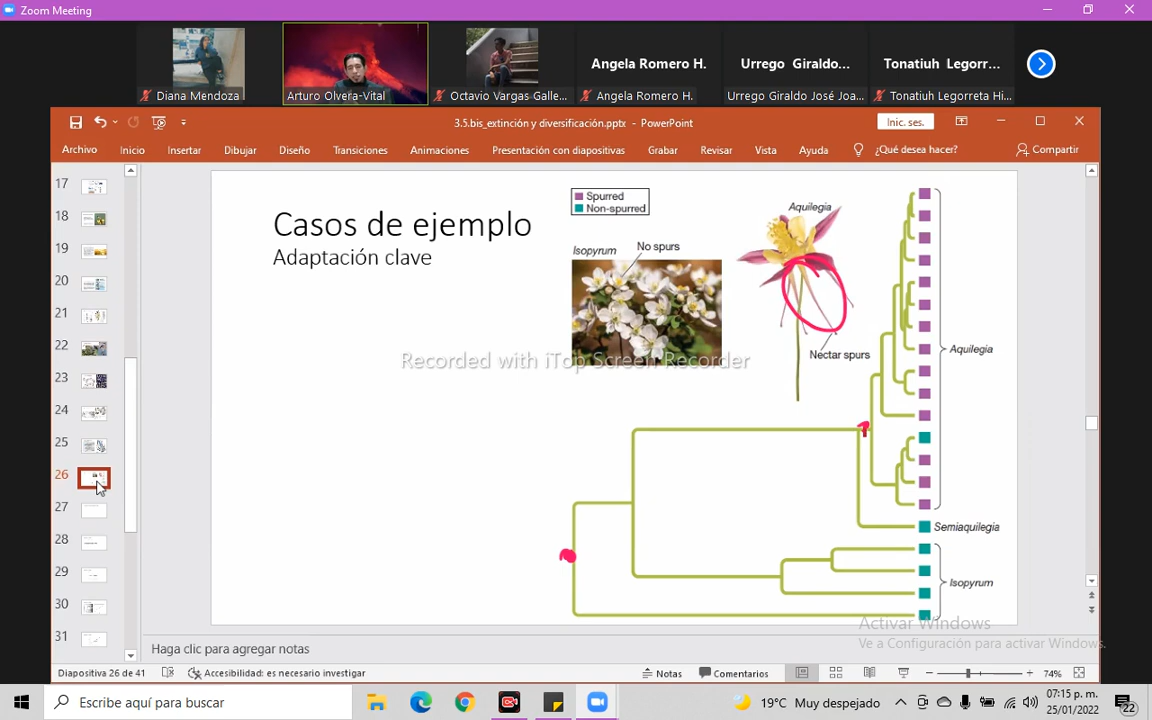 Zoom Meeting
Diana Mendoza
Arturo Olvera-Vital
Octavio Vargas Galle...
Angela Romero H.
Angela Romero H.
Urrego Giraldo...
Urrego Giraldo José Joa...
Tonatiuh Legorr...
Tonatiuh Legorreta Hi...
3.5.bis_extinción y diversificación.pptx - PowerPoint
Inic. ses.
Archivo
Inicio
Insertar
Dibujar
Diseño
Transiciones
Animaciones
Presentación con diapositivas
Grabar
Revisar
Vista
Ayuda
¿Qué desea hacer?
Compartir
17
18
19
20
21
22
23
24
25
26
27
28
29
30
31
Casos de ejemplo
Adaptación clave
Spurred
Non-spurred
Isopyrum
No spurs
Aquilegia
Nectar spurs
Aquilegia
Semiaquilegia
Isopyrum
Recorded with iTop Screen Recorder
Activar Windows
Ve a Configuración para activar Windows.
Haga clic para agregar notas
Diapositiva 26 de 41
Accesibilidad: es necesario investigar
Notas
Comentarios
74%
Escribe aquí para buscar
19°C Muy despejado
07:15 p. m.
25/01/2022
22